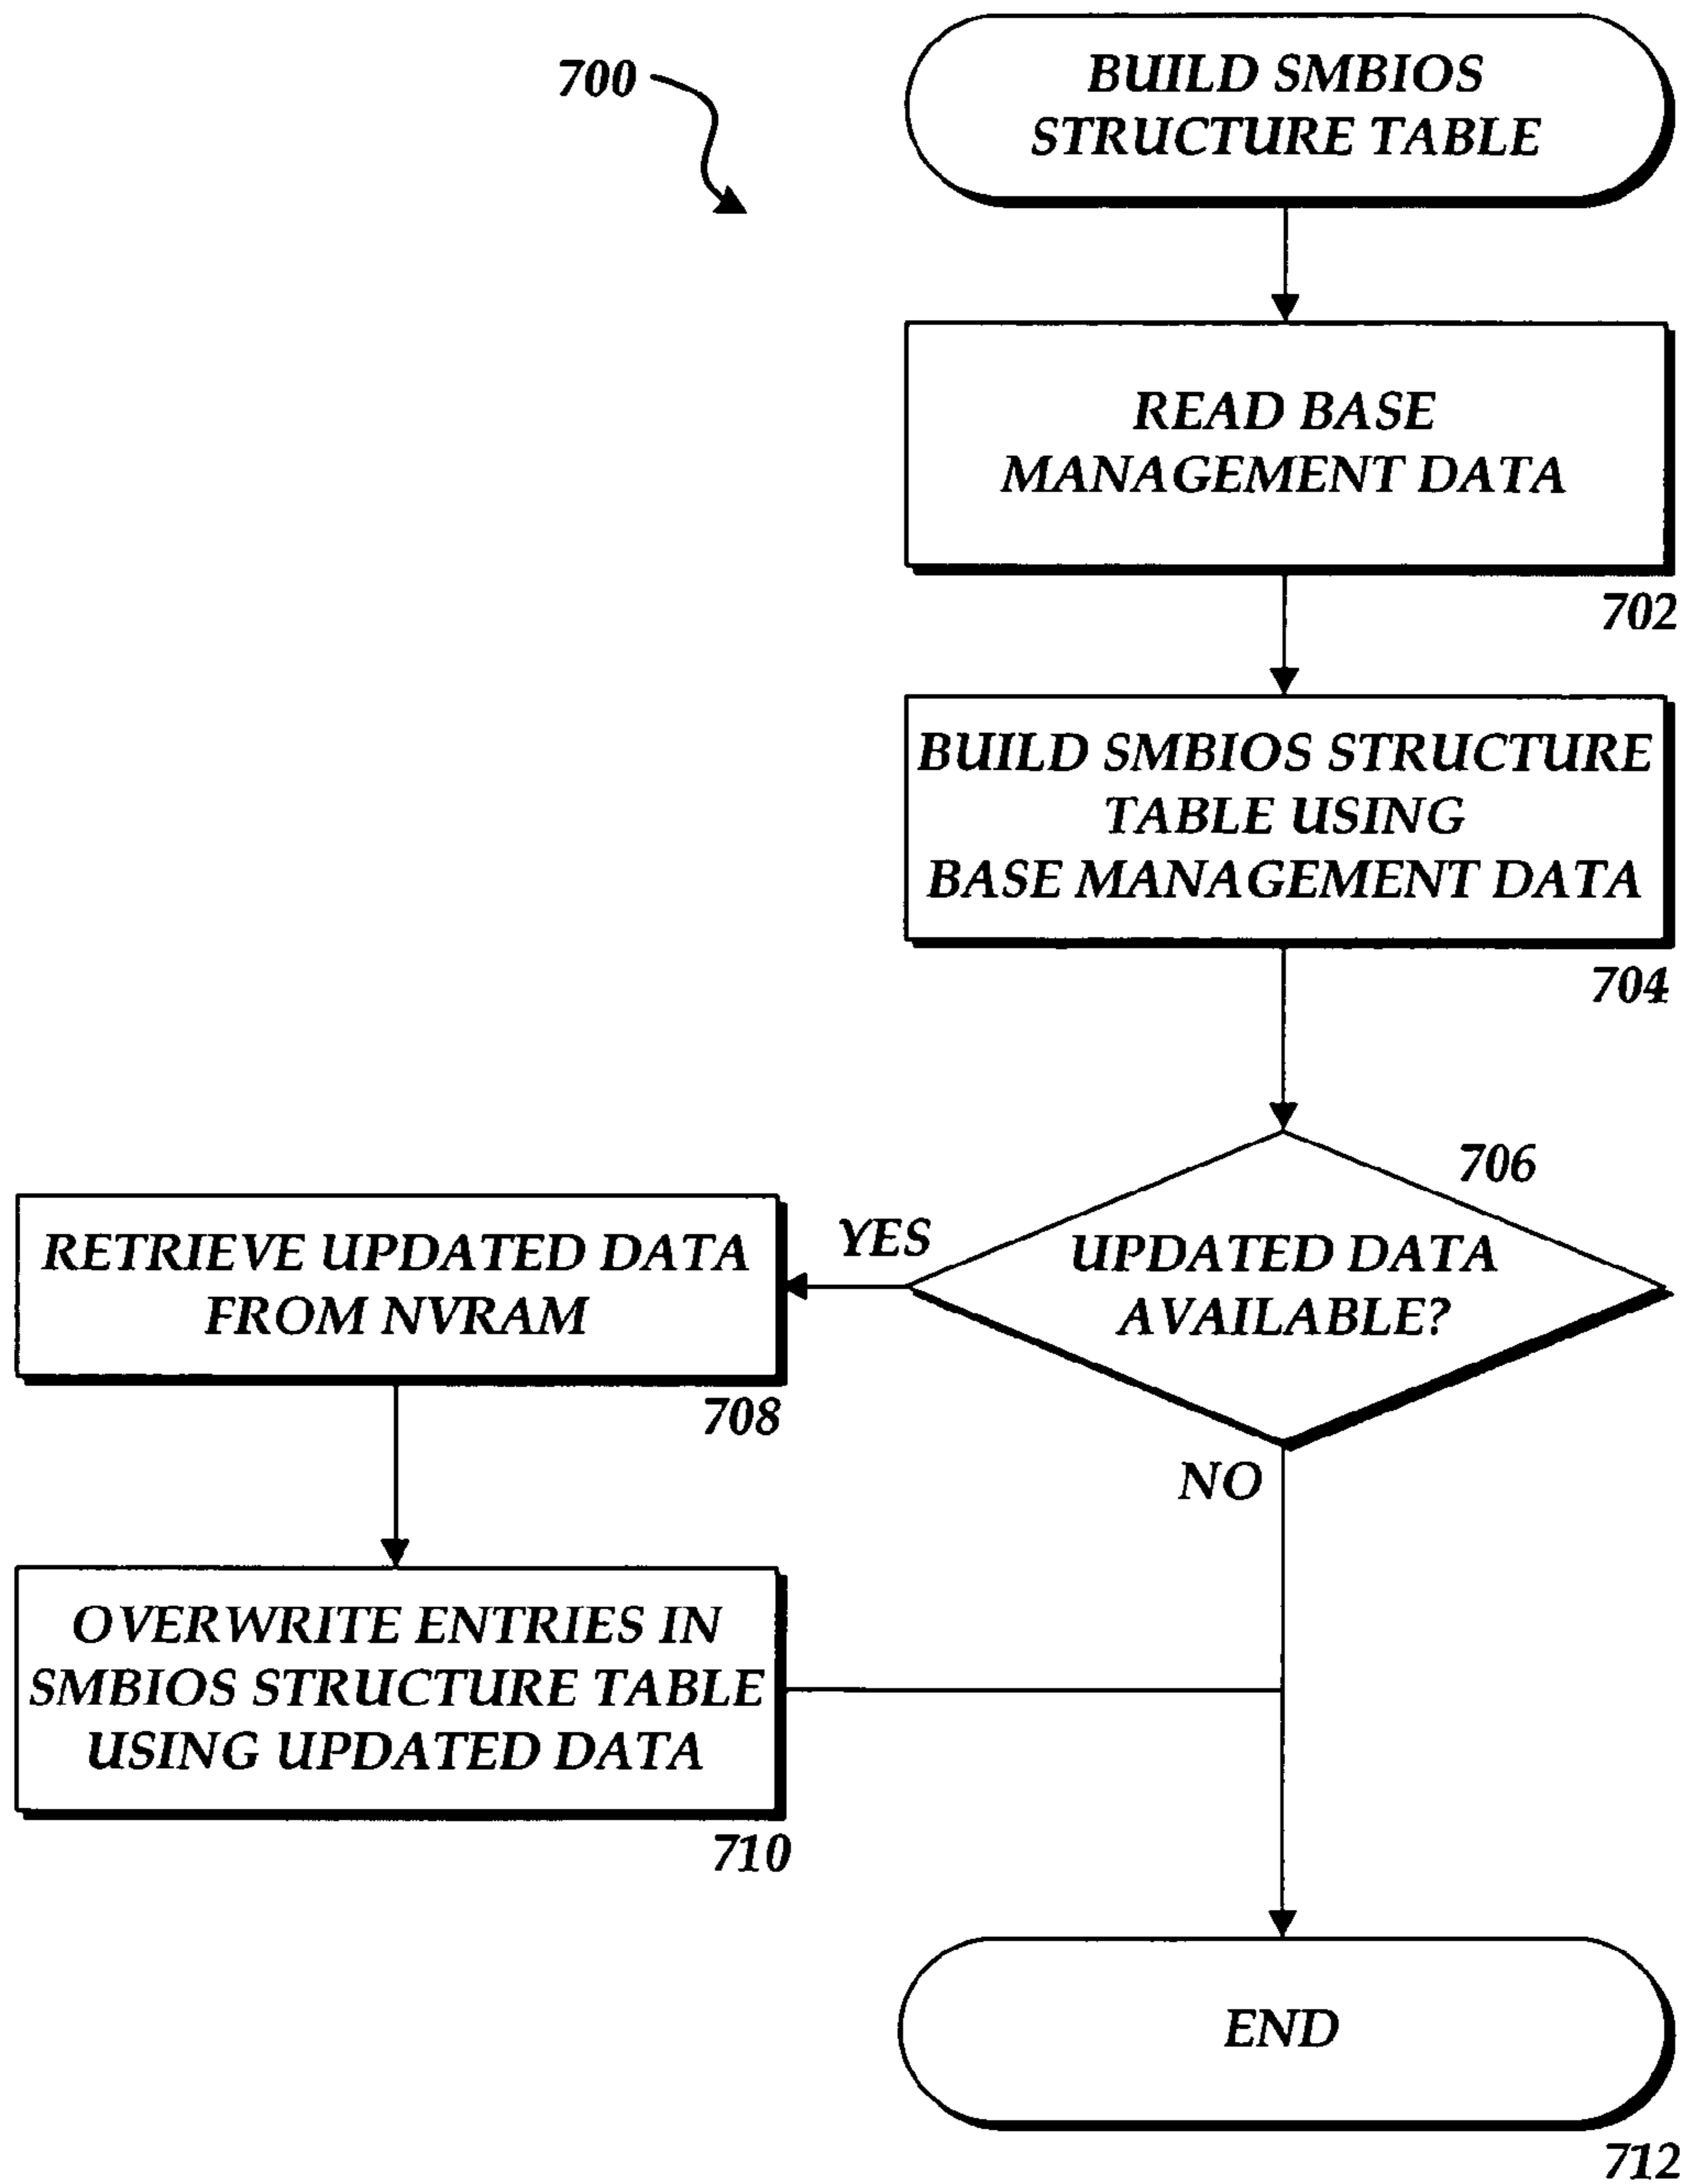 700
BUILD SMBIOS
STRUCTURE TABLE
READ BASE
MANAGEMENT DATA
702
BUILD SMBIOS STRUCTURE
TABLE USING
BASE MANAGEMENT DATA
704
706
UPDATED DATA
AVAILABLE?
YES
NO
RETRIEVE UPDATED DATA
FROM NVRAM
708
OVERWRITE ENTRIES IN
SMBIOS STRUCTURE TABLE
USING UPDATED DATA
710
END
712